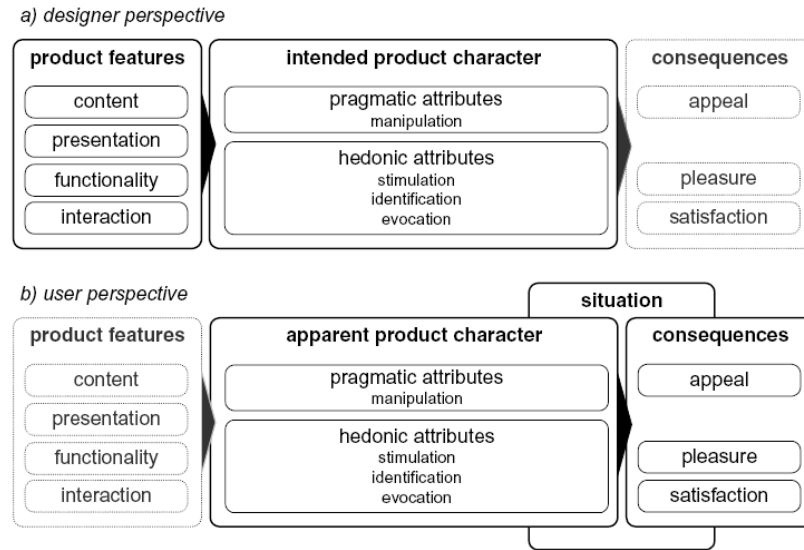 a) designer perspective
product features
content
presentation
functionality
interaction
intended product character
pragmatic attributes
manipulation
hedonic attributes
stimulation
identification
evocation
consequences
appeal
pleasure
satisfaction
b) user perspective
situation
product features
content
presentation
functionality
interaction
apparent product character
pragmatic attributes
manipulation
hedonic attributes
stimulation
identification
evocation
consequences
appeal
pleasure
satisfaction